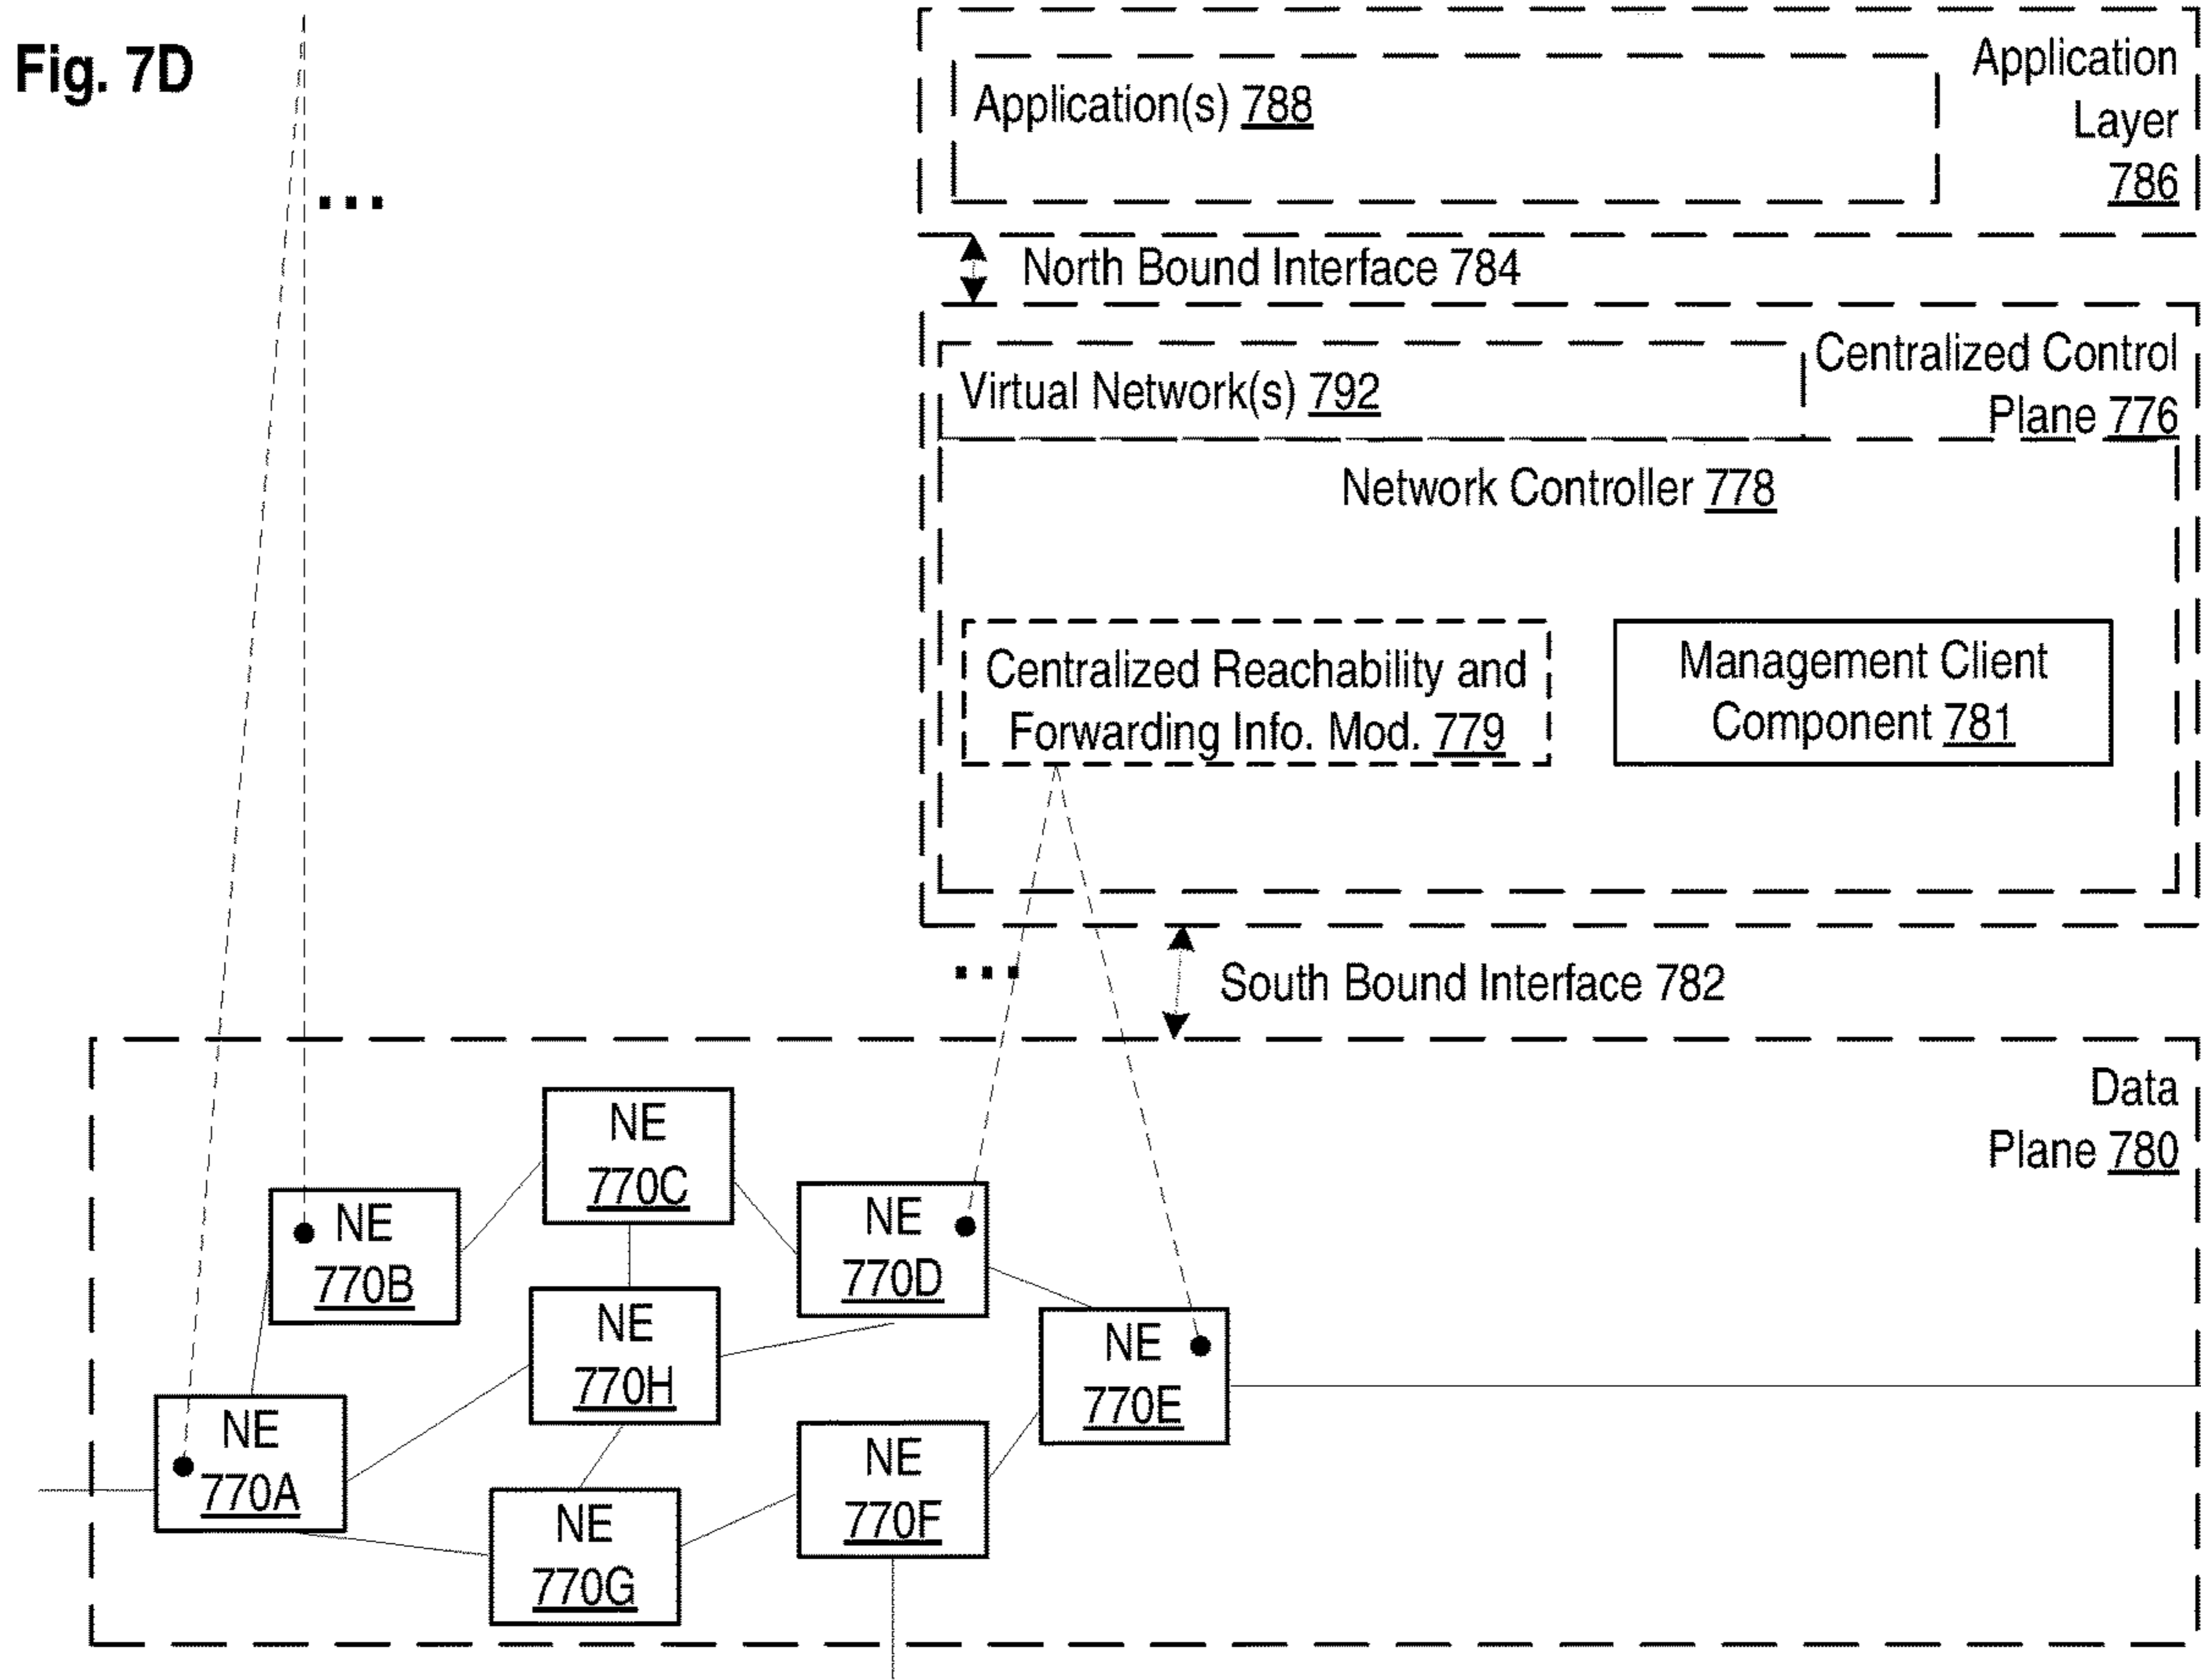 Fig. 7D
Application
Layer
786
Application(s) 788
North Bound Interface 784
Centralized Control
Plane 776
Virtual Network(s) 792
Network Controller 778
Centralized Reachability and
Forwarding Info. Mod. 779
Management Client
Component 781
...
...
South Bound Interface 782
Data
Plane 780
NE
770C
NE
770B
NE
770D
NE
770H
NE
770E
NE
770A
NE
770F
NE
770G